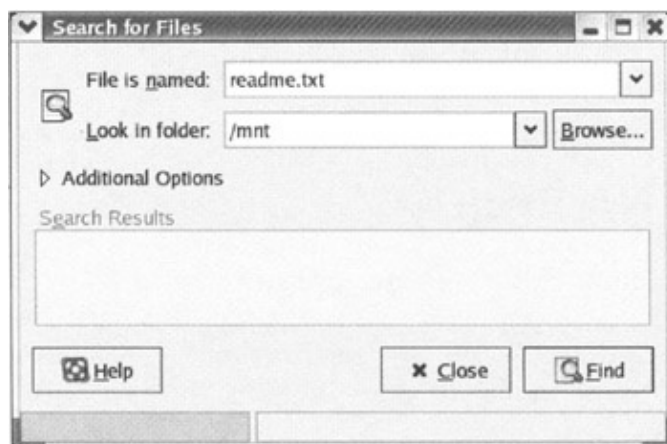 Search for Files
File is named: readme.txt
Look in folder: /mnt Browse...
Additional Options
Search Results
Help Close Find